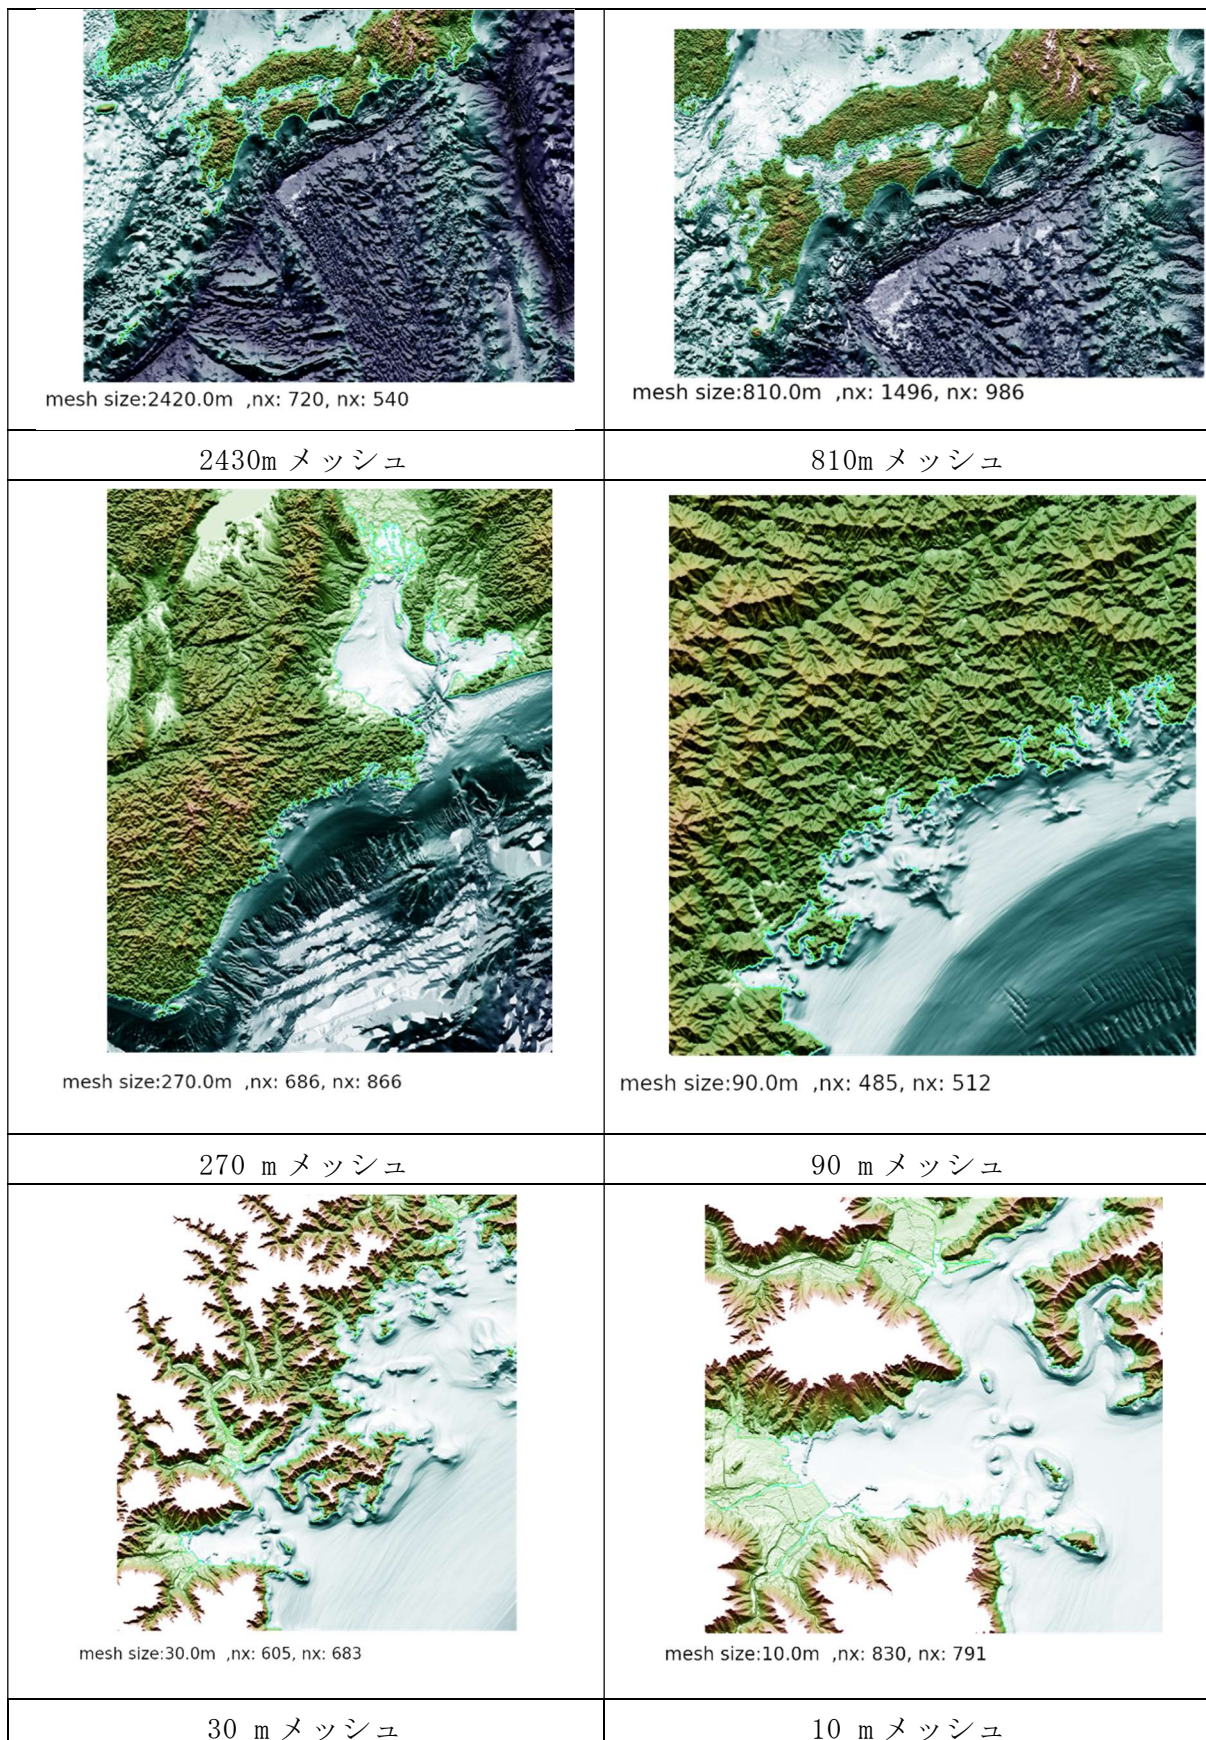 mesh size:2420.0m ,nx: 720, nx: 540
mesh size:810.0m ,nx: 1496, nx: 986
2430m メッシュ
810m メッシュ
mesh size:270.0m ,nx: 686, nx: 866
mesh size:90.0m ,nx: 485, nx: 512
270 m メッシュ
90 m メッシュ
mesh size:30.0m ,nx: 605, nx: 683
mesh size:10.0m ,nx: 830, nx: 791
30 m メッシュ
10 m メッシュ